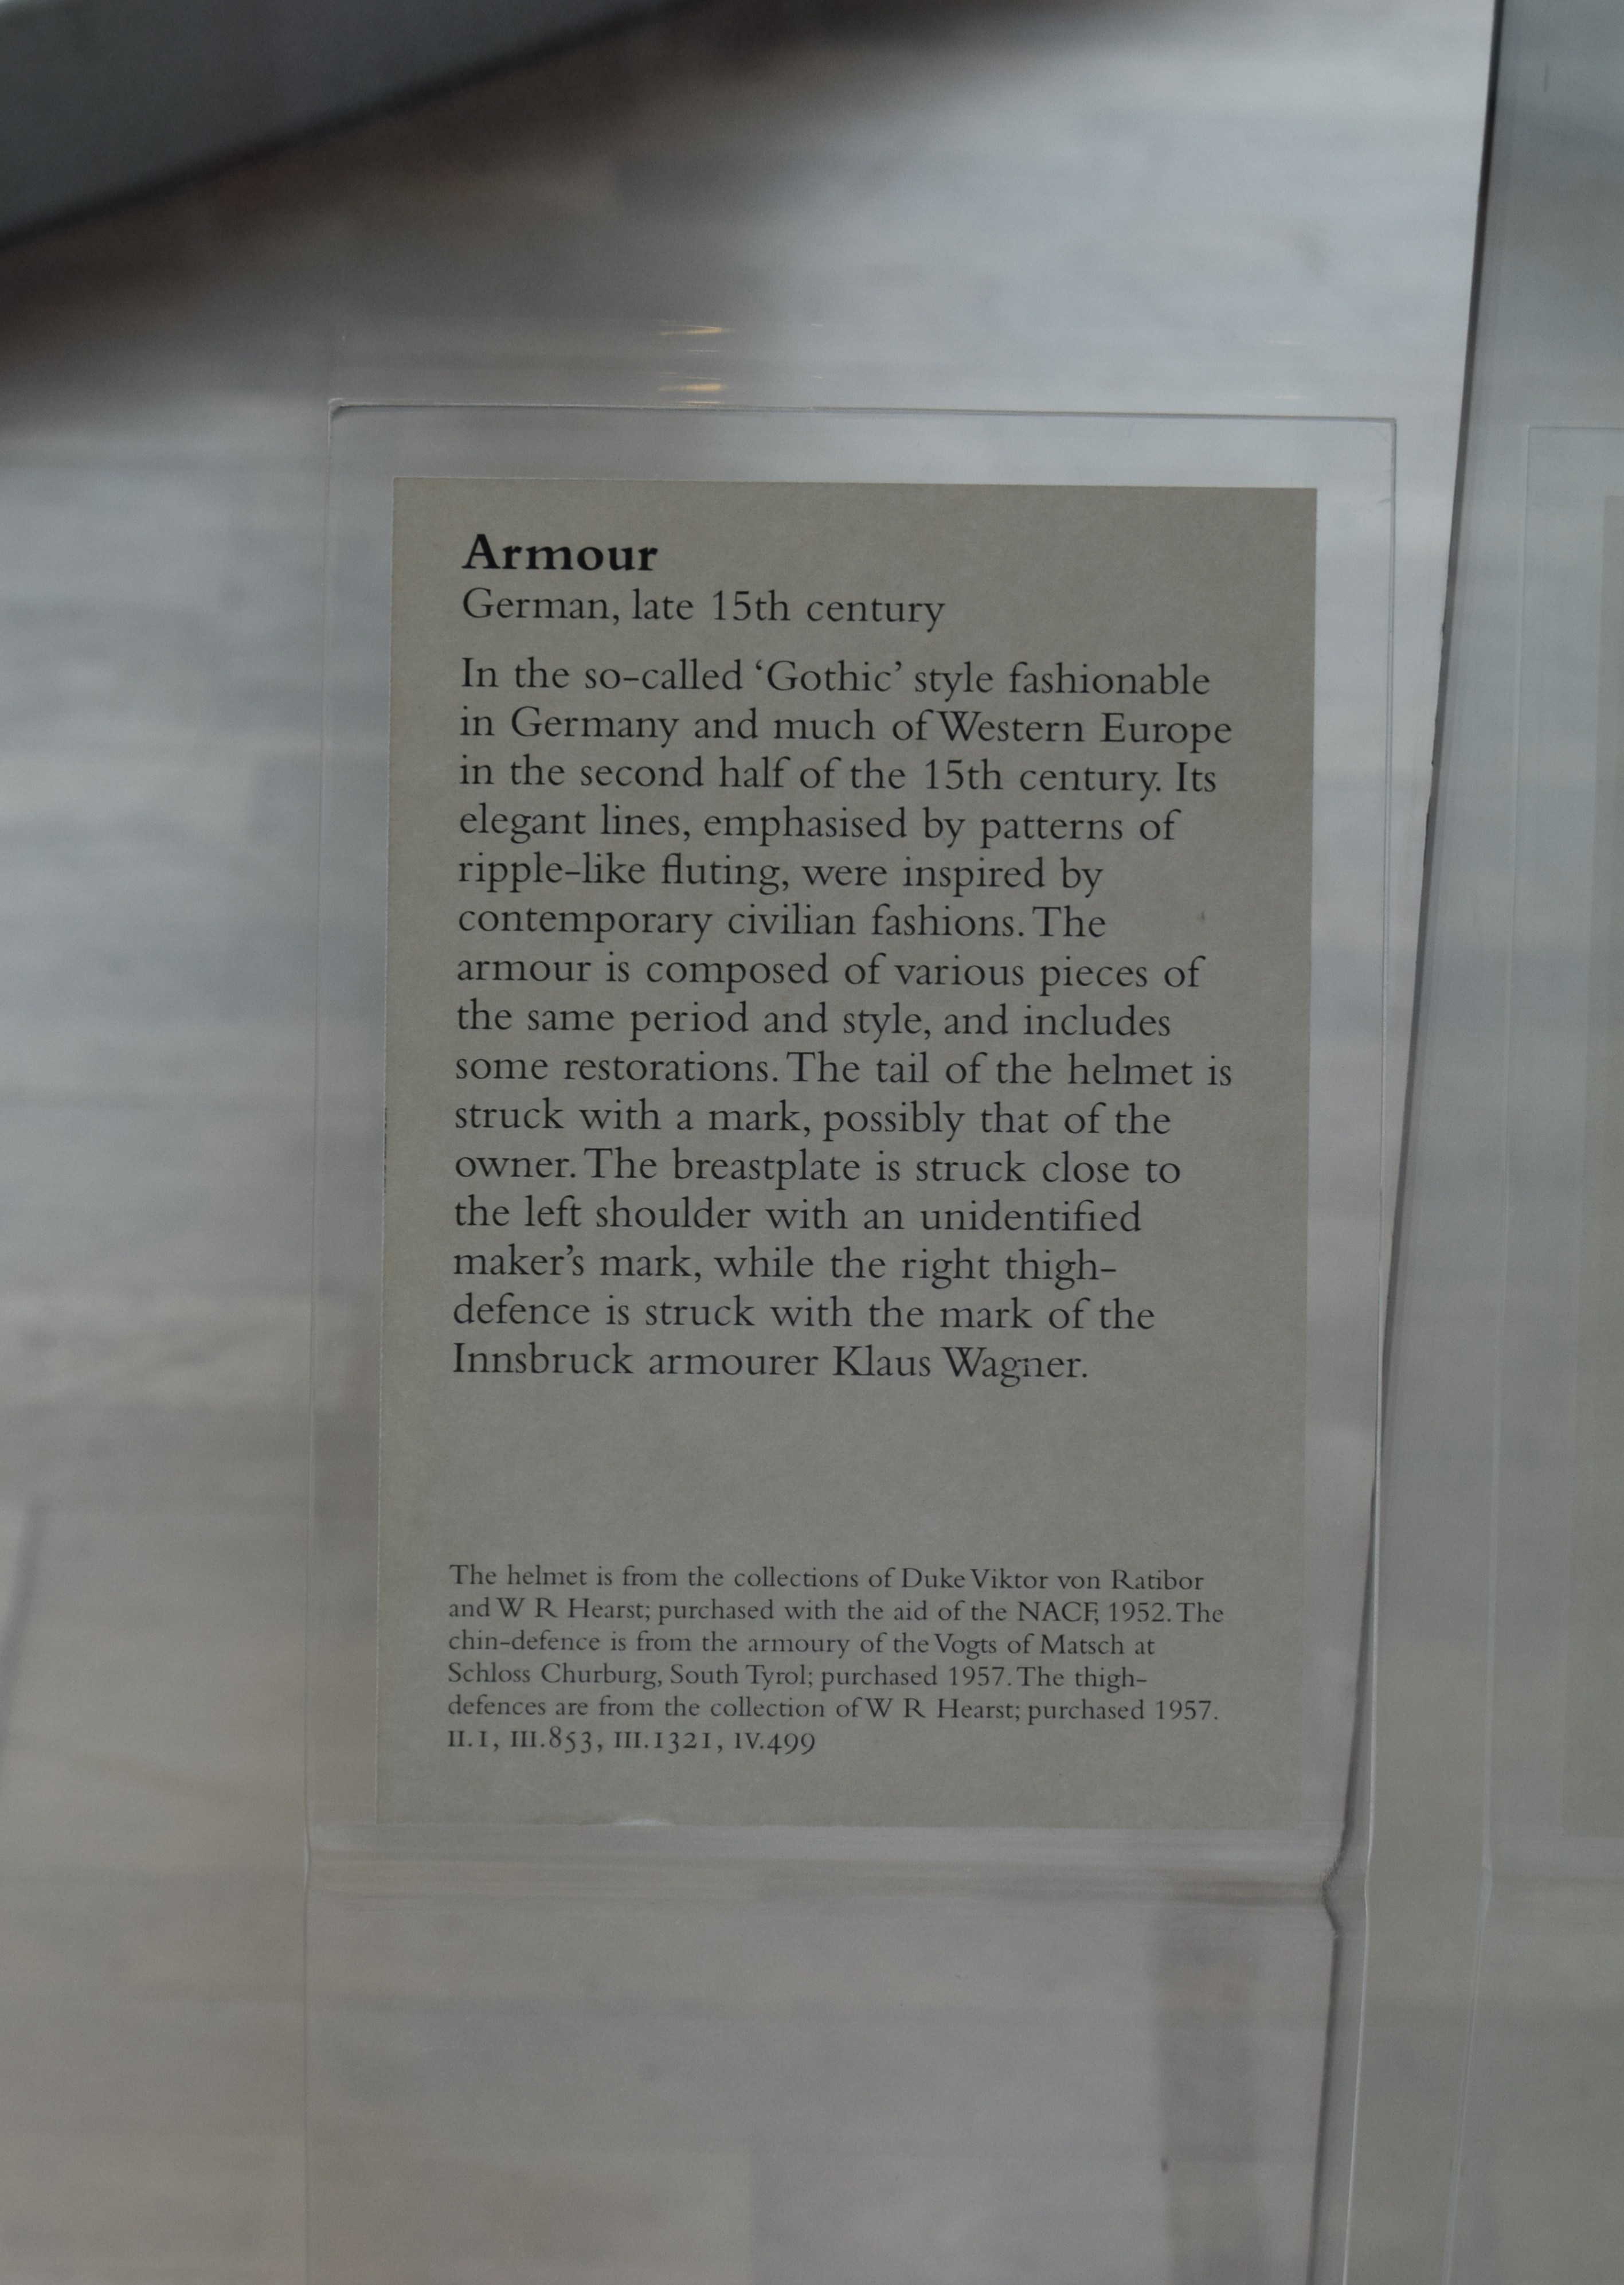 Armour
German, late 15th century
In the so-called ‘Gothic’ style fashionable
in Germany and much of Western Europe
in the second half of the 15th century. Its
elegant lines, emphasised by patterns of
ripple-like fluting, were inspired by
contemporary civilian fashions. The
armour is composed of various pieces of
the same period and style, and includes
some restorations. The tail of the helmet is
struck with a mark, possibly that of the
owner. The breastplate is struck close to
the left shoulder with an unidentified
maker’s mark, while the right thigh-
defence is struck with the mark of the
Innsbruck armourer Klaus Wagner.
The helmet is from the collections of Duke Viktor von Ratibor
and W R Hearst; purchased with the aid of the NACF, 1952. The
chin-defence is from the armoury of the Vogts of Matsch at
Schloss Churburg, South Tyrol; purchased 1957. The thigh-
defences are from the collection of W R Hearst; purchased 1957.
II.1, III.853, III.1321, IV.499